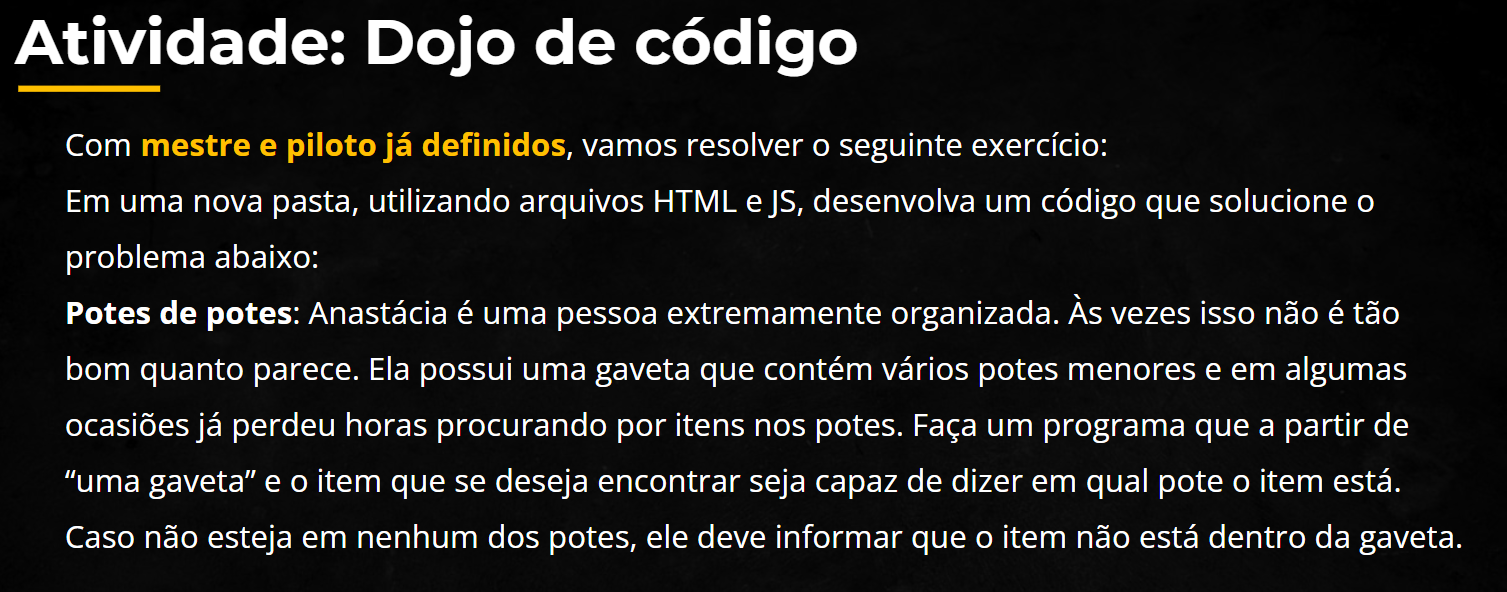 Atividade: Dojo de código
Com mestre e piloto já definidos, vamos resolver o seguinte exercício:
Em uma nova pasta, utilizando arquivos HTML e JS, desenvolva um código que solucione o
problema abaixo:
Potes de potes: Anastácia é uma pessoa extremamente organizada. Às vezes isso não é tão
bom quanto parece. Ela possui uma gaveta que contém vários potes menores e em algumas
ocasiões já perdeu horas procurando por itens nos potes. Faça um programa que a partir de
“uma gaveta” e o item que se deseja encontrar seja capaz de dizer em qual pote o item está.
Caso não esteja em nenhum dos potes, ele deve informar que o item não está dentro da gaveta.